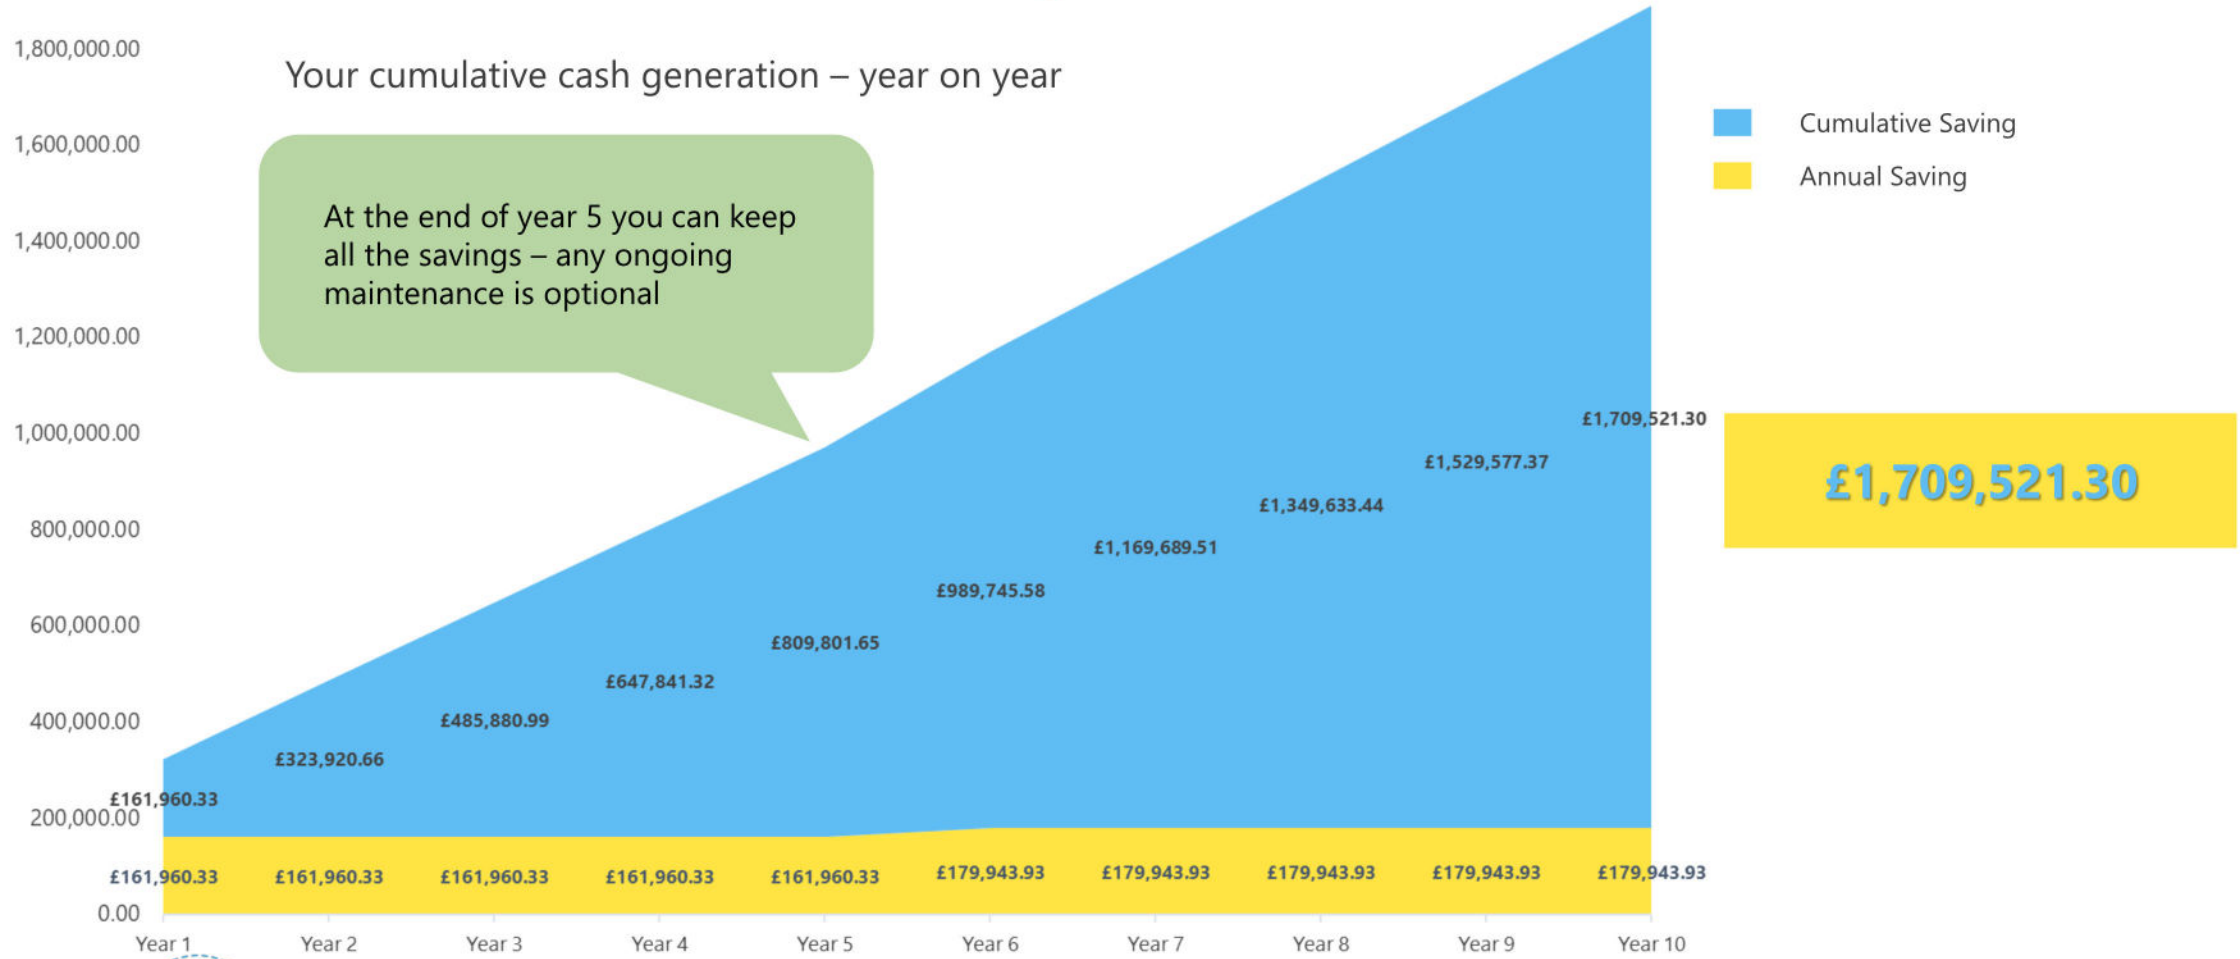 Your cumulative cash generation – year on year
At the end of year 5 you can keep
all the savings – any ongoing
maintenance is optional
Cumulative Saving
Annual Saving
£1,709,521.30
1,800,000.00
1,600,000.00
1,400,000.00
1,200,000.00
1,000,000.00
800,000.00
600,000.00
400,000.00
200,000.00
0.00
£161,960.33
£323,920.66
£485,880.99
£647,841.32
£809,801.65
£989,745.58
£1,169,689.51
£1,349,633.44
£1,529,577.37
£1,709,521.30
£161,960.33 £161,960.33 £161,960.33 £161,960.33 £161,960.33 £179,943.93 £179,943.93 £179,943.93 £179,943.93 £179,943.93
Year 1 Year 2 Year 3 Year 4 Year 5 Year 6 Year 7 Year 8 Year 9 Year 10